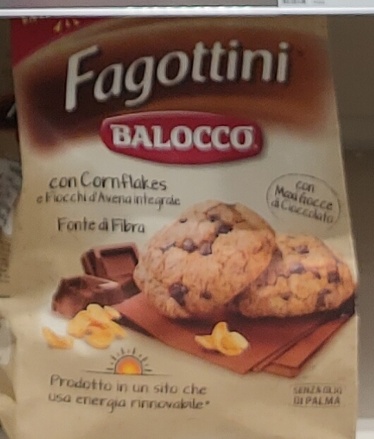 Fagottini
BALOCCO
con Cornflakes
e Fiocchi d'Avena integrale
Fonte di Fibra
con
Maxi Gocce
di Cioccolato
Prodotto in un sito che
usa energia rinnovabile*
SENZA OLIO
DI PALMA